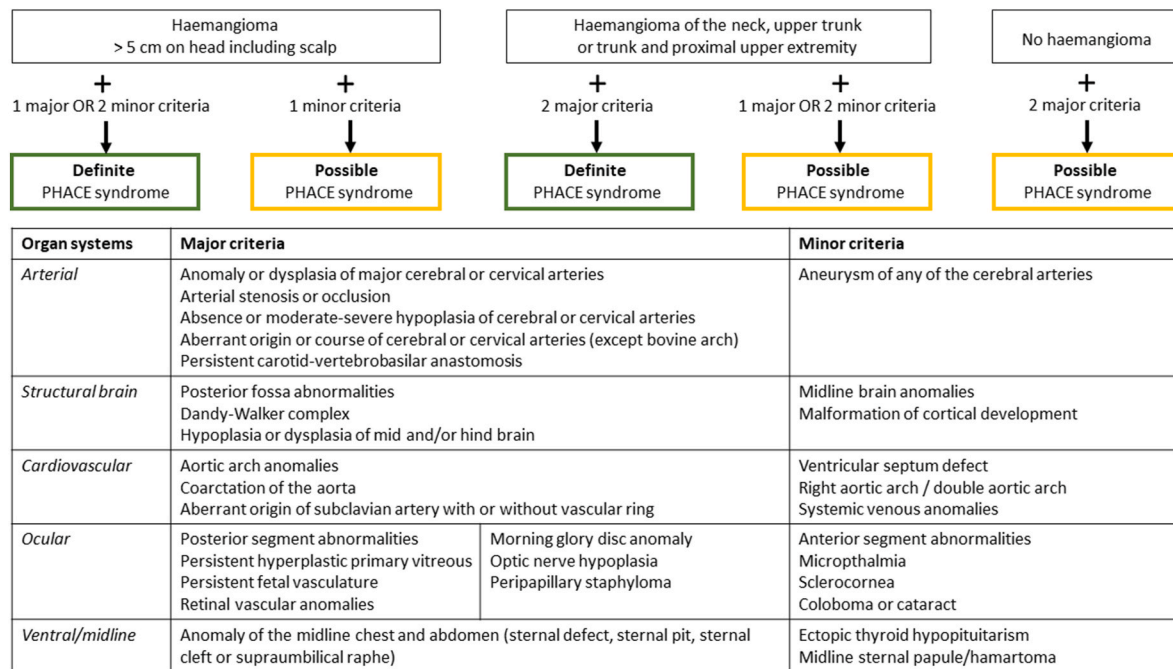 Haemangioma
> 5 cm on head including scalp
Haemangioma of the neck, upper trunk
or trunk and proximal upper extremity
No haemangioma
+
+
+
+
+
1 major OR 2 minor criteria
1 minor criteria
2 major criteria
1 major OR 2 minor criteria
2 major criteria
Definite
PHACE syndrome
Possible
PHACE syndrome
Definite
PHACE syndrome
Possible
PHACE syndrome
Possible
PHACE syndrome
Organ systems
Major criteria
Minor criteria
Arterial
Anomaly or dysplasia of major cerebral or cervical arteries
Arterial stenosis or occlusion
Absence or moderate-severe hypoplasia of cerebral or cervical arteries
Aberrant origin or course of cerebral or cervical arteries (except bovine arch)
Persistent carotid-vertebrobasilar anastomosis
Aneurysm of any of the cerebral arteries
Structural brain
Posterior fossa abnormalities
Dandy-Walker complex
Hypoplasia or dysplasia of mid and/or hind brain
Midline brain anomalies
Malformation of cortical development
Cardiovascular
Aortic arch anomalies
Coarctation of the aorta
Aberrant origin of subclavian artery with or without vascular ring
Ventricular septum defect
Right aortic arch / double aortic arch
Systemic venous anomalies
Ocular
Posterior segment abnormalities
Persistent hyperplastic primary vitreous
Persistent fetal vasculature
Retinal vascular anomalies
Morning glory disc anomaly
Optic nerve hypoplasia
Peripapillary staphyloma
Anterior segment abnormalities
Micropthalmia
Sclerocornea
Coloboma or cataract
Ventral/midline
Anomaly of the midline chest and abdomen (sternal defect, sternal pit, sternal
cleft or supraumbilical raphe)
Ectopic thyroid hypopituitarism
Midline sternal papule/hamartoma